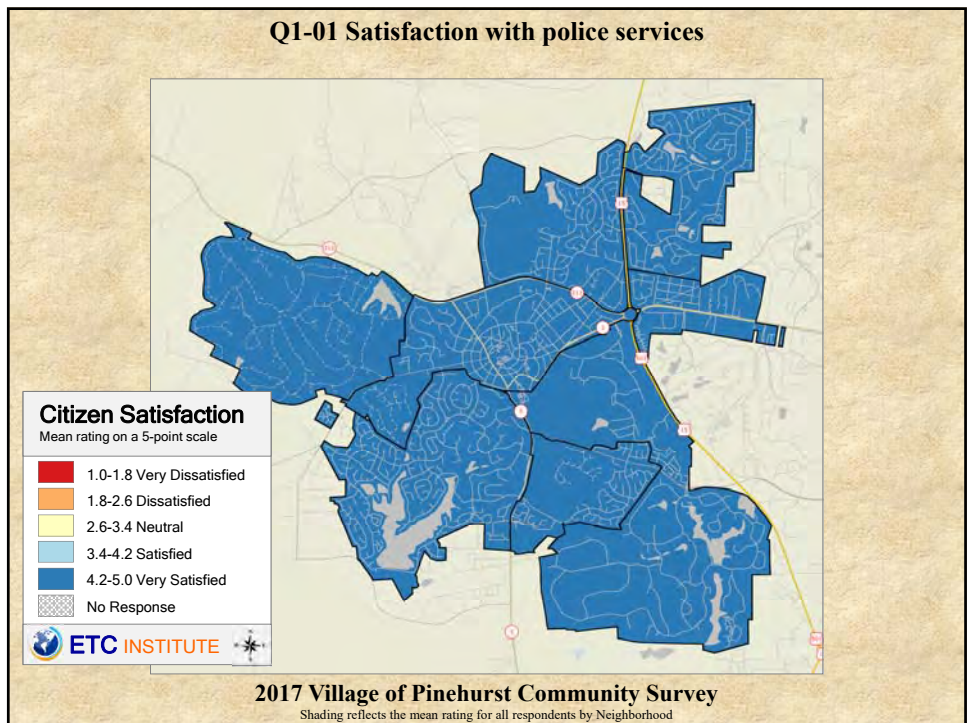 Q1-01 Satisfaction with police services
Citizen Satisfaction
Mean rating on a 5-point scale
1.0-1.8 Very Dissatisfied
1.8-2.6 Dissatisfied
2.6-3.4 Neutral
3.4-4.2 Satisfied
4.2-5.0 Very Satisfied
No Response
ETC INSTITUTE
2017 Village of Pinehurst Community Survey
Shading reflects the mean rating for all respondents by Neighborhood